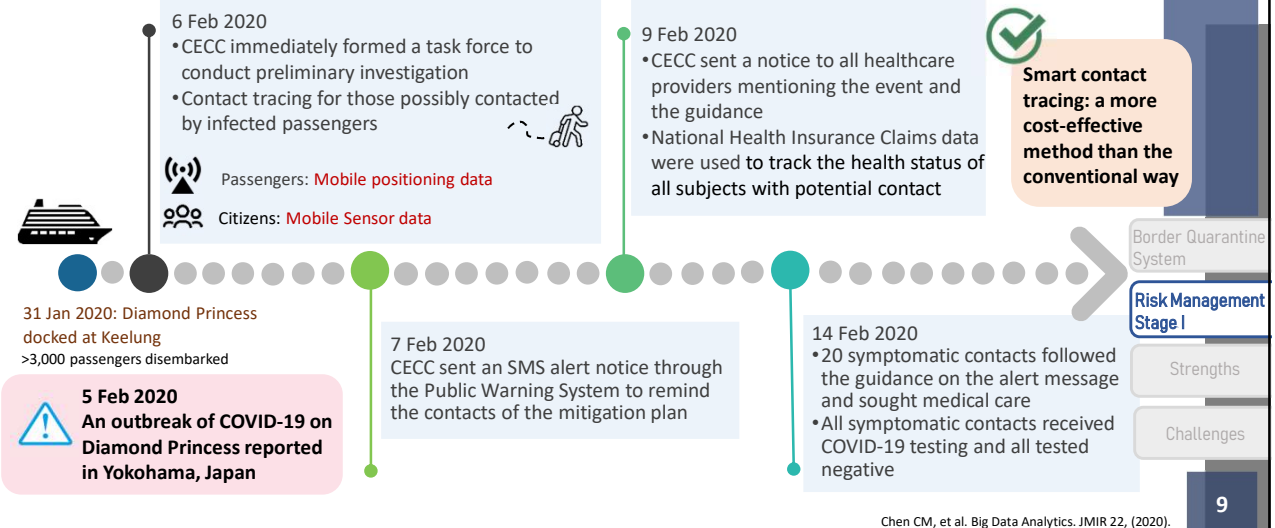 6 Feb 2020
•CECC immediately formed a task force to
conduct preliminary investigation
•Contact tracing for those possibly contacted
by infected passengers
Passengers: Mobile positioning data
Citizens: Mobile Sensor data
9 Feb 2020
•CECC sent a notice to all healthcare
providers mentioning the event and
the guidance
•National Health Insurance Claims data
were used to track the health status of
all subjects with potential contact
Smart contact
tracing: a more
cost-effective
method than the
conventional way
31 Jan 2020: Diamond Princess
docked at Keelung
>3,000 passengers disembarked
5 Feb 2020
An outbreak of COVID-19 on
Diamond Princess reported
in Yokohama, Japan
7 Feb 2020
CECC sent an SMS alert notice through
the Public Warning System to remind
the contacts of the mitigation plan
14 Feb 2020
•20 symptomatic contacts followed
the guidance on the alert message
and sought medical care
•All symptomatic contacts received
COVID-19 testing and all tested
negative
Border Quarantine
System
Risk Management
Stage I
Strengths
Challenges
9
Chen CM, et al. Big Data Analytics. JMIR 22, (2020).